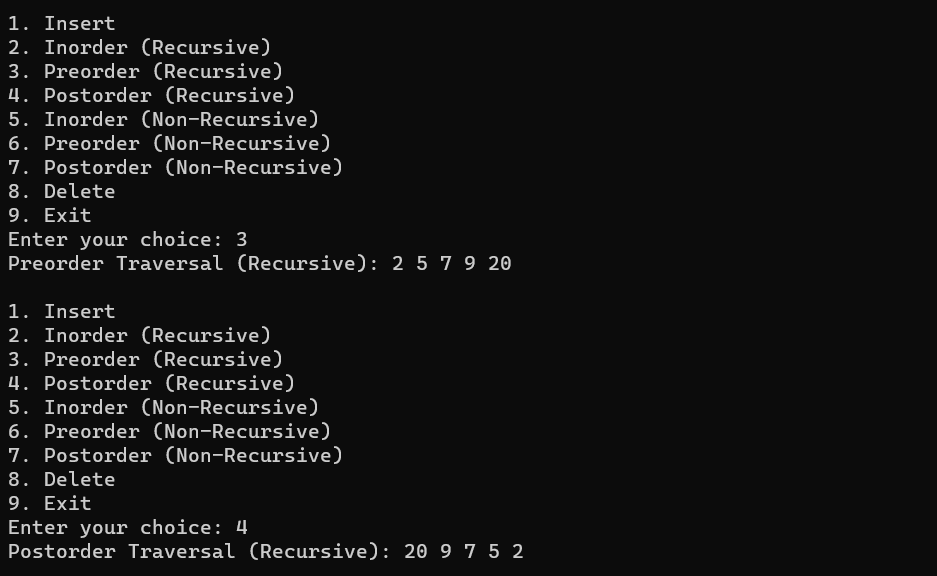 1. Insert
2. Inorder (Recursive)
3. Preorder (Recursive)
4. Postorder (Recursive)
5. Inorder (Non-Recursive)
6. Preorder (Non-Recursive)
7. Postorder (Non-Recursive)
8. Delete
9. Exit
Enter your choice: 3
Preorder Traversal (Recursive): 2 5 7 9 20

1. Insert
2. Inorder (Recursive)
3. Preorder (Recursive)
4. Postorder (Recursive)
5. Inorder (Non-Recursive)
6. Preorder (Non-Recursive)
7. Postorder (Non-Recursive)
8. Delete
9. Exit
Enter your choice: 4
Postorder Traversal (Recursive): 20 9 7 5 2